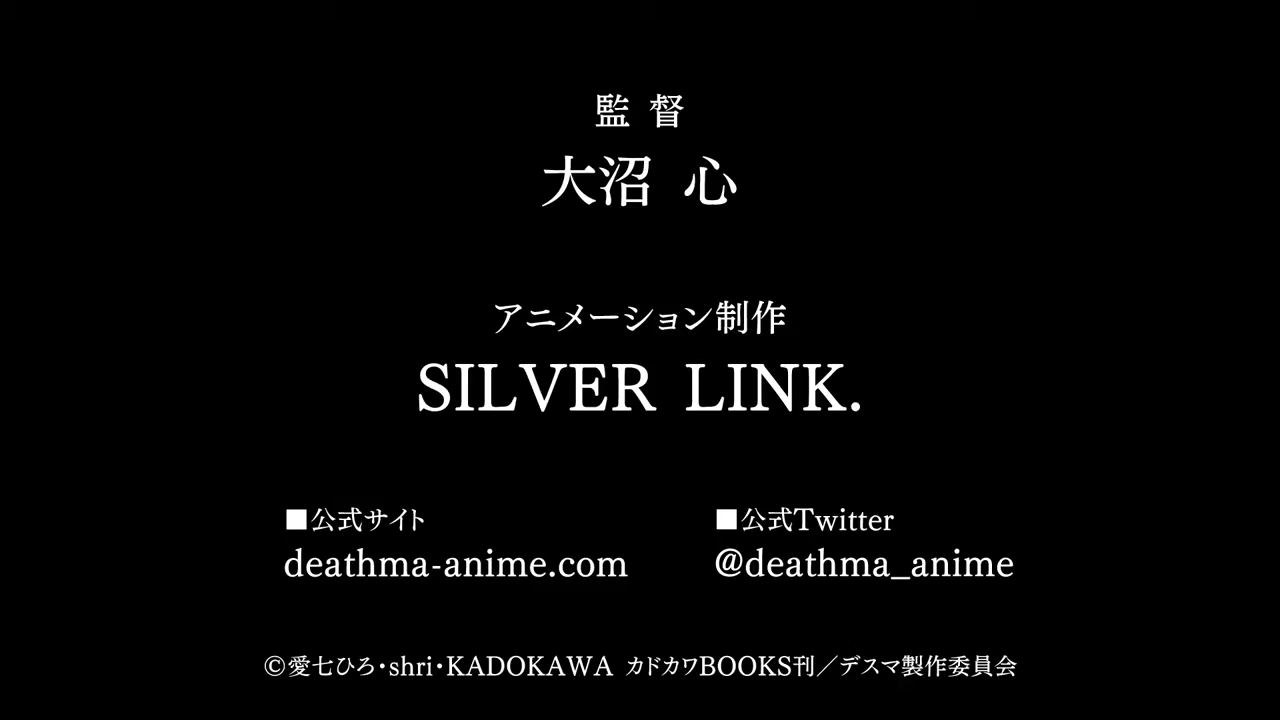 監 督
大沼 心
アニメーション制作
SILVER LINK.
■公式サイト
deathma-anime.com
■公式Twitter
@deathma_anime
©愛七ひろ・shri・KADOKAWA カドカワBOOKS刊／デスマ製作委員会